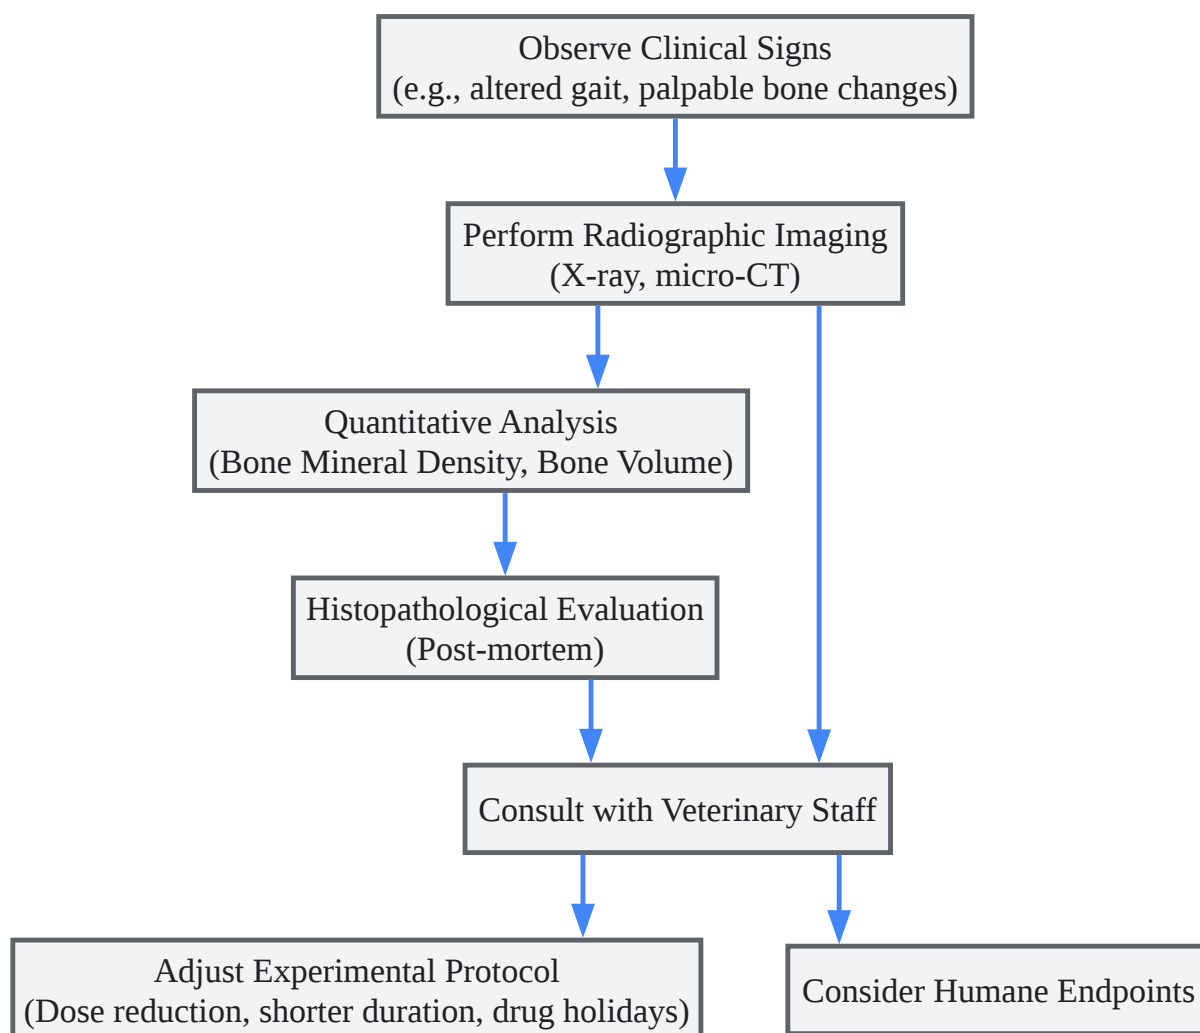 Observe Clinical Signs
(e.g., altered gait, palpable bone changes)
Perform Radiographic Imaging
(X-ray, micro-CT)
Quantitative Analysis
(Bone Mineral Density, Bone Volume)
Histopathological Evaluation
(Post-mortem)
Consult with Veterinary Staff
Adjust Experimental Protocol
(Dose reduction, shorter duration, drug holidays)
Consider Humane Endpoints